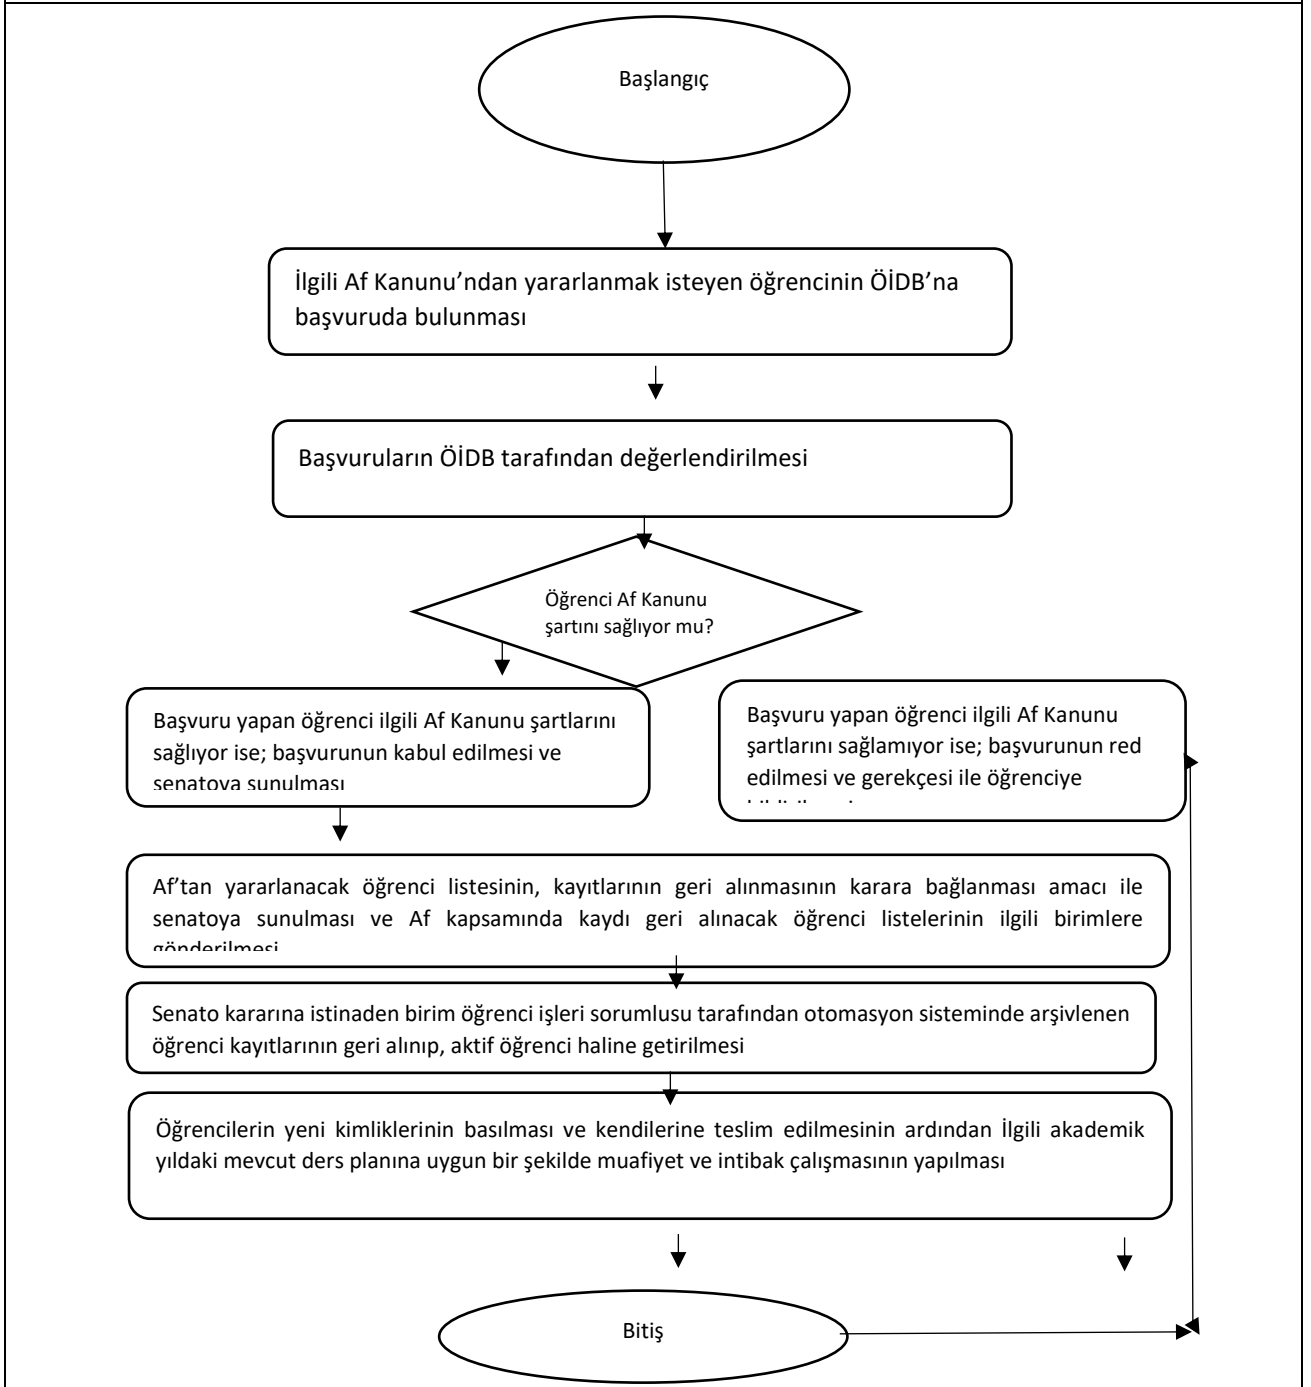 Başlangıç
İlgili Af Kanunu’ndan yararlanmak isteyen öğrencinin ÖİDB’na
başvuruda bulunması
Başvuruların ÖİDB tarafından değerlendirilmesi
Öğrenci Af Kanunu
şartını sağlıyor mu?
Başvuru yapan öğrenci ilgili Af Kanunu şartlarını
sağlıyor ise; başvurunun kabul edilmesi ve
senatoya sunulması
Başvuru yapan öğrenci ilgili Af Kanunu
şartlarını sağlamıyor ise; başvurunun red
edilmesi ve gerekçesi ile öğrenciye
Af’tan yararlanacak öğrenci listesinin, kayıtlarının geri alınmasının karara bağlanması amacı ile
senatoya sunulması ve Af kapsamında kaydı geri alınacak öğrenci listelerinin ilgili birimlere
gönderilmesi
Senato kararına istinaden birim öğrenci işleri sorumlusu tarafından otomasyon sisteminde arşivlenen
öğrenci kayıtlarının geri alınıp, aktif öğrenci haline getirilmesi
Öğrencilerin yeni kimliklerinin basılması ve kendilerine teslim edilmesinin ardından İlgili akademik
yıldaki mevcut ders planına uygun bir şekilde muafiyet ve intibak çalışmasının yapılması
Bitiş